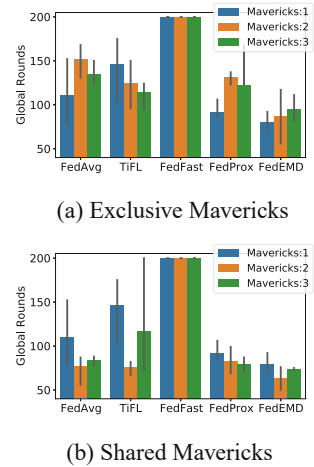 Mavericks:1
Mavericks:2
Mavericks:3
Global Rounds
200
150
100
50
FedAvg TiFL FedFast FedProx FedEMD
(a) Exclusive Mavericks
Mavericks:1
Mavericks:2
Mavericks:3
Global Rounds
200
150
100
50
FedAvg TiFL FedFast FedProx FedEMD
(b) Shared Mavericks